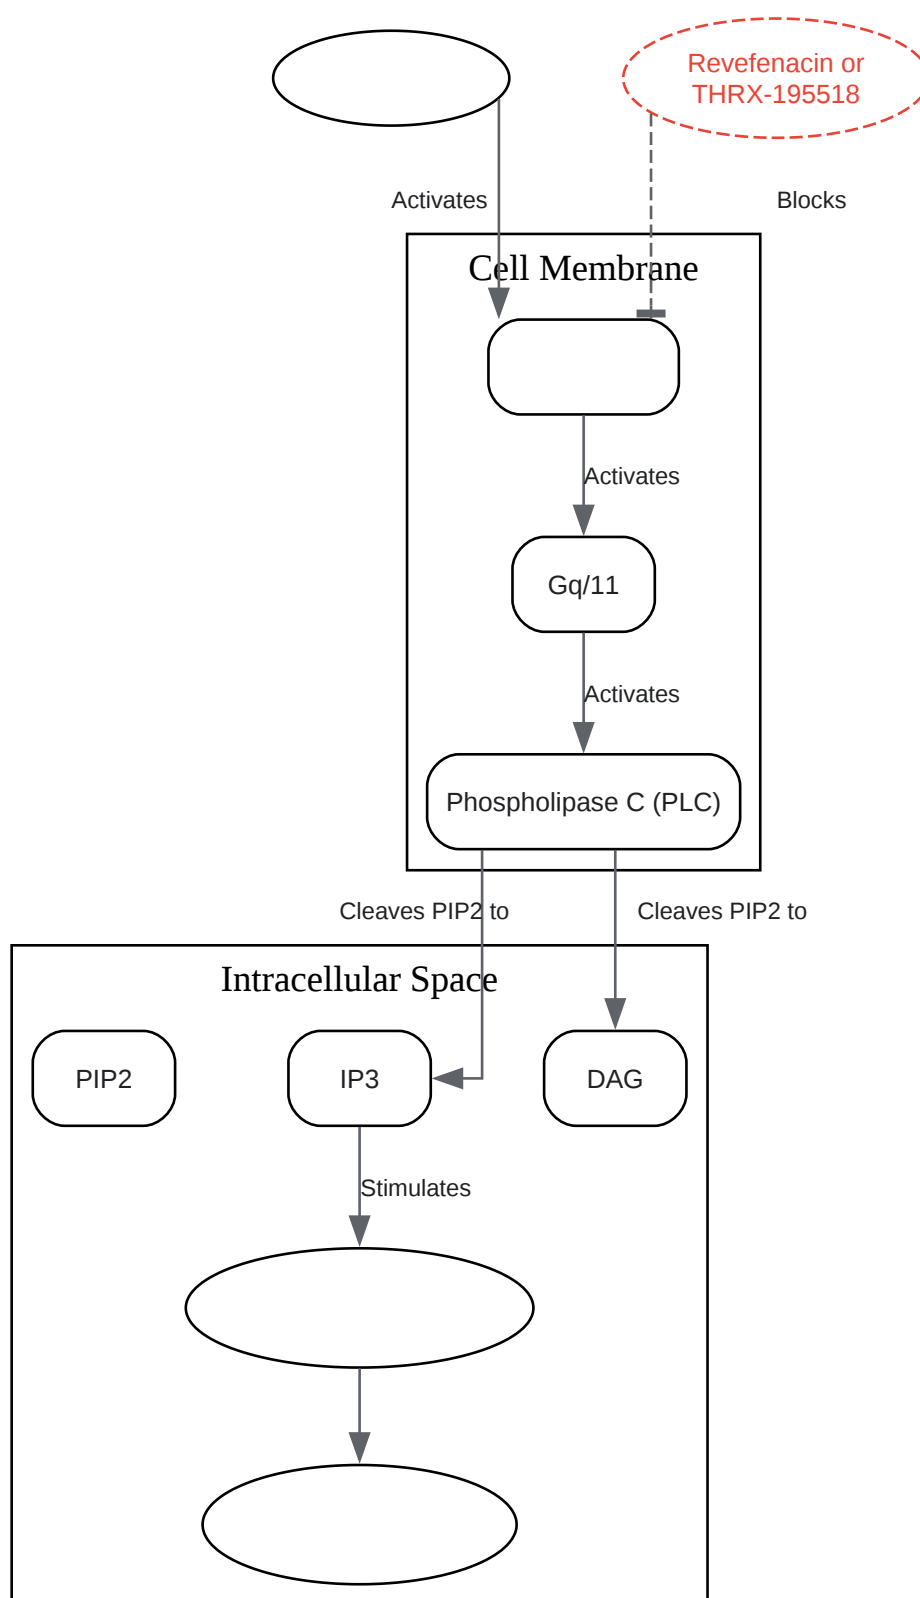 Revefenacin or
THRX-195518
Activates
Blocks
Cell Membrane
Activates
Gq/11
Activates
Phospholipase C (PLC)
Cleaves PIP2 to
Cleaves PIP2 to
Intracellular Space
PIP2
IP3
DAG
Stimulates